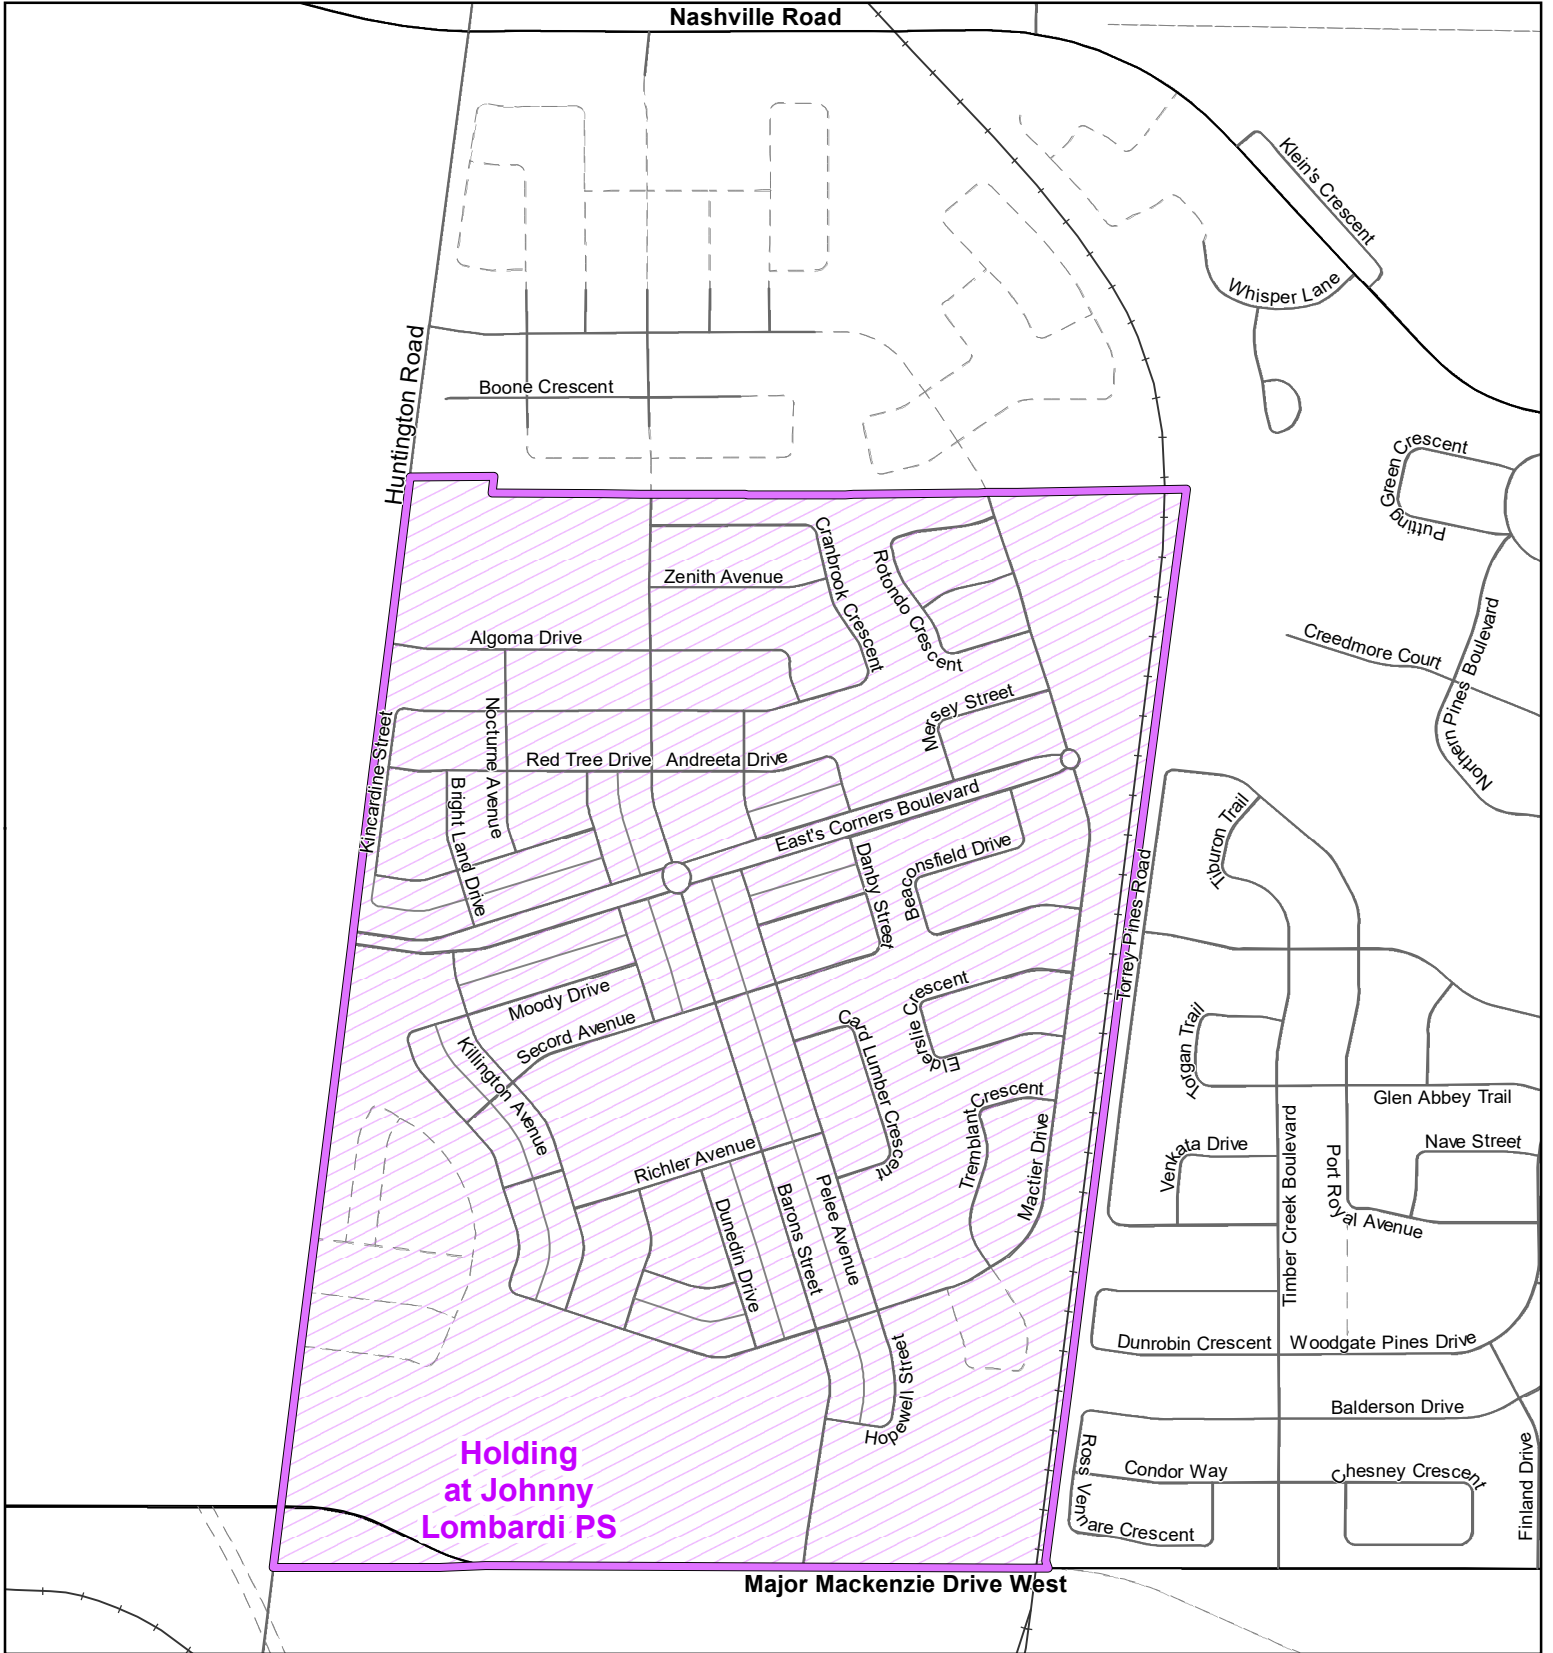 Nashville Road
Klein's Crescent
Whisper Lane
Huntington Road
Boone Crescent
Putting Green Crescent
Cranbrook Crescent
Rotondo Crescent
Zenith Avenue
Algoma Drive
Creedmore Court
Northern Pines Boulevard
Mersey Street
Nocturne Avenue
Kincardine Street
Red Tree Drive
Andreeta Drive
Bright Land Drive
East's Corners Boulevard
Tiburon Trail
Danby Street
Beaconsfield Drive
Torrey Pines Road
Moody Drive
Secord Avenue
Elderslie Crescent
Card Lumber Crescent
Killington Avenue
Torgan Trail
Glen Abbey Trail
Tremblant Crescent
Mactier Drive
Richler Avenue
Venkata Drive
Nave Street
Timber Creek Boulevard
Port Royal Avenue
Dunedin Drive
Barons Street
Pelee Avenue
Dunrobin Crescent
Woodgate Pines Drive
Hopewell Street
Balderson Drive
Ross Vennare Crescent
Condor Way
Chesney Crescent
Finland Drive
Holding
at Johnny
Lombardi PS
Major Mackenzie Drive West